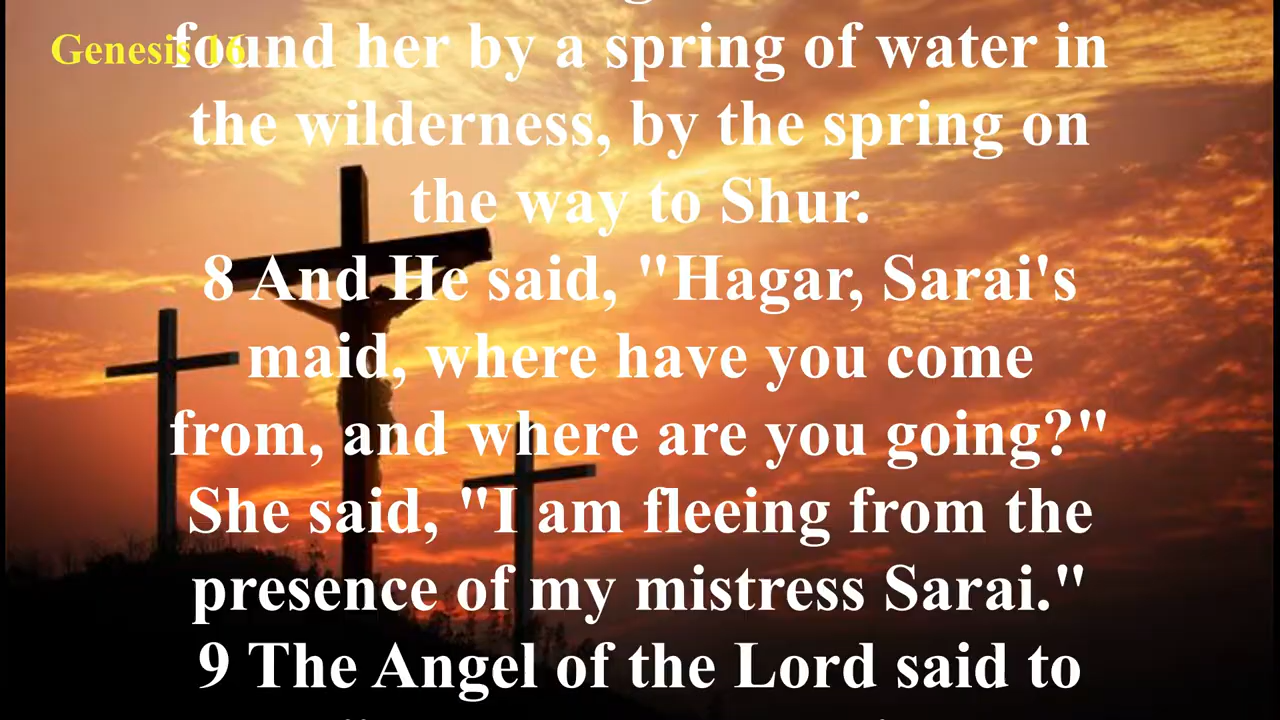 Genesis 16
found her by a spring of water in
the wilderness, by the spring on
the way to Shur.
8 And He said, "Hagar, Sarai's
maid, where have you come
from, and where are you going?"
She said, "I am fleeing from the
presence of my mistress Sarai."
9 The Angel of the Lord said to